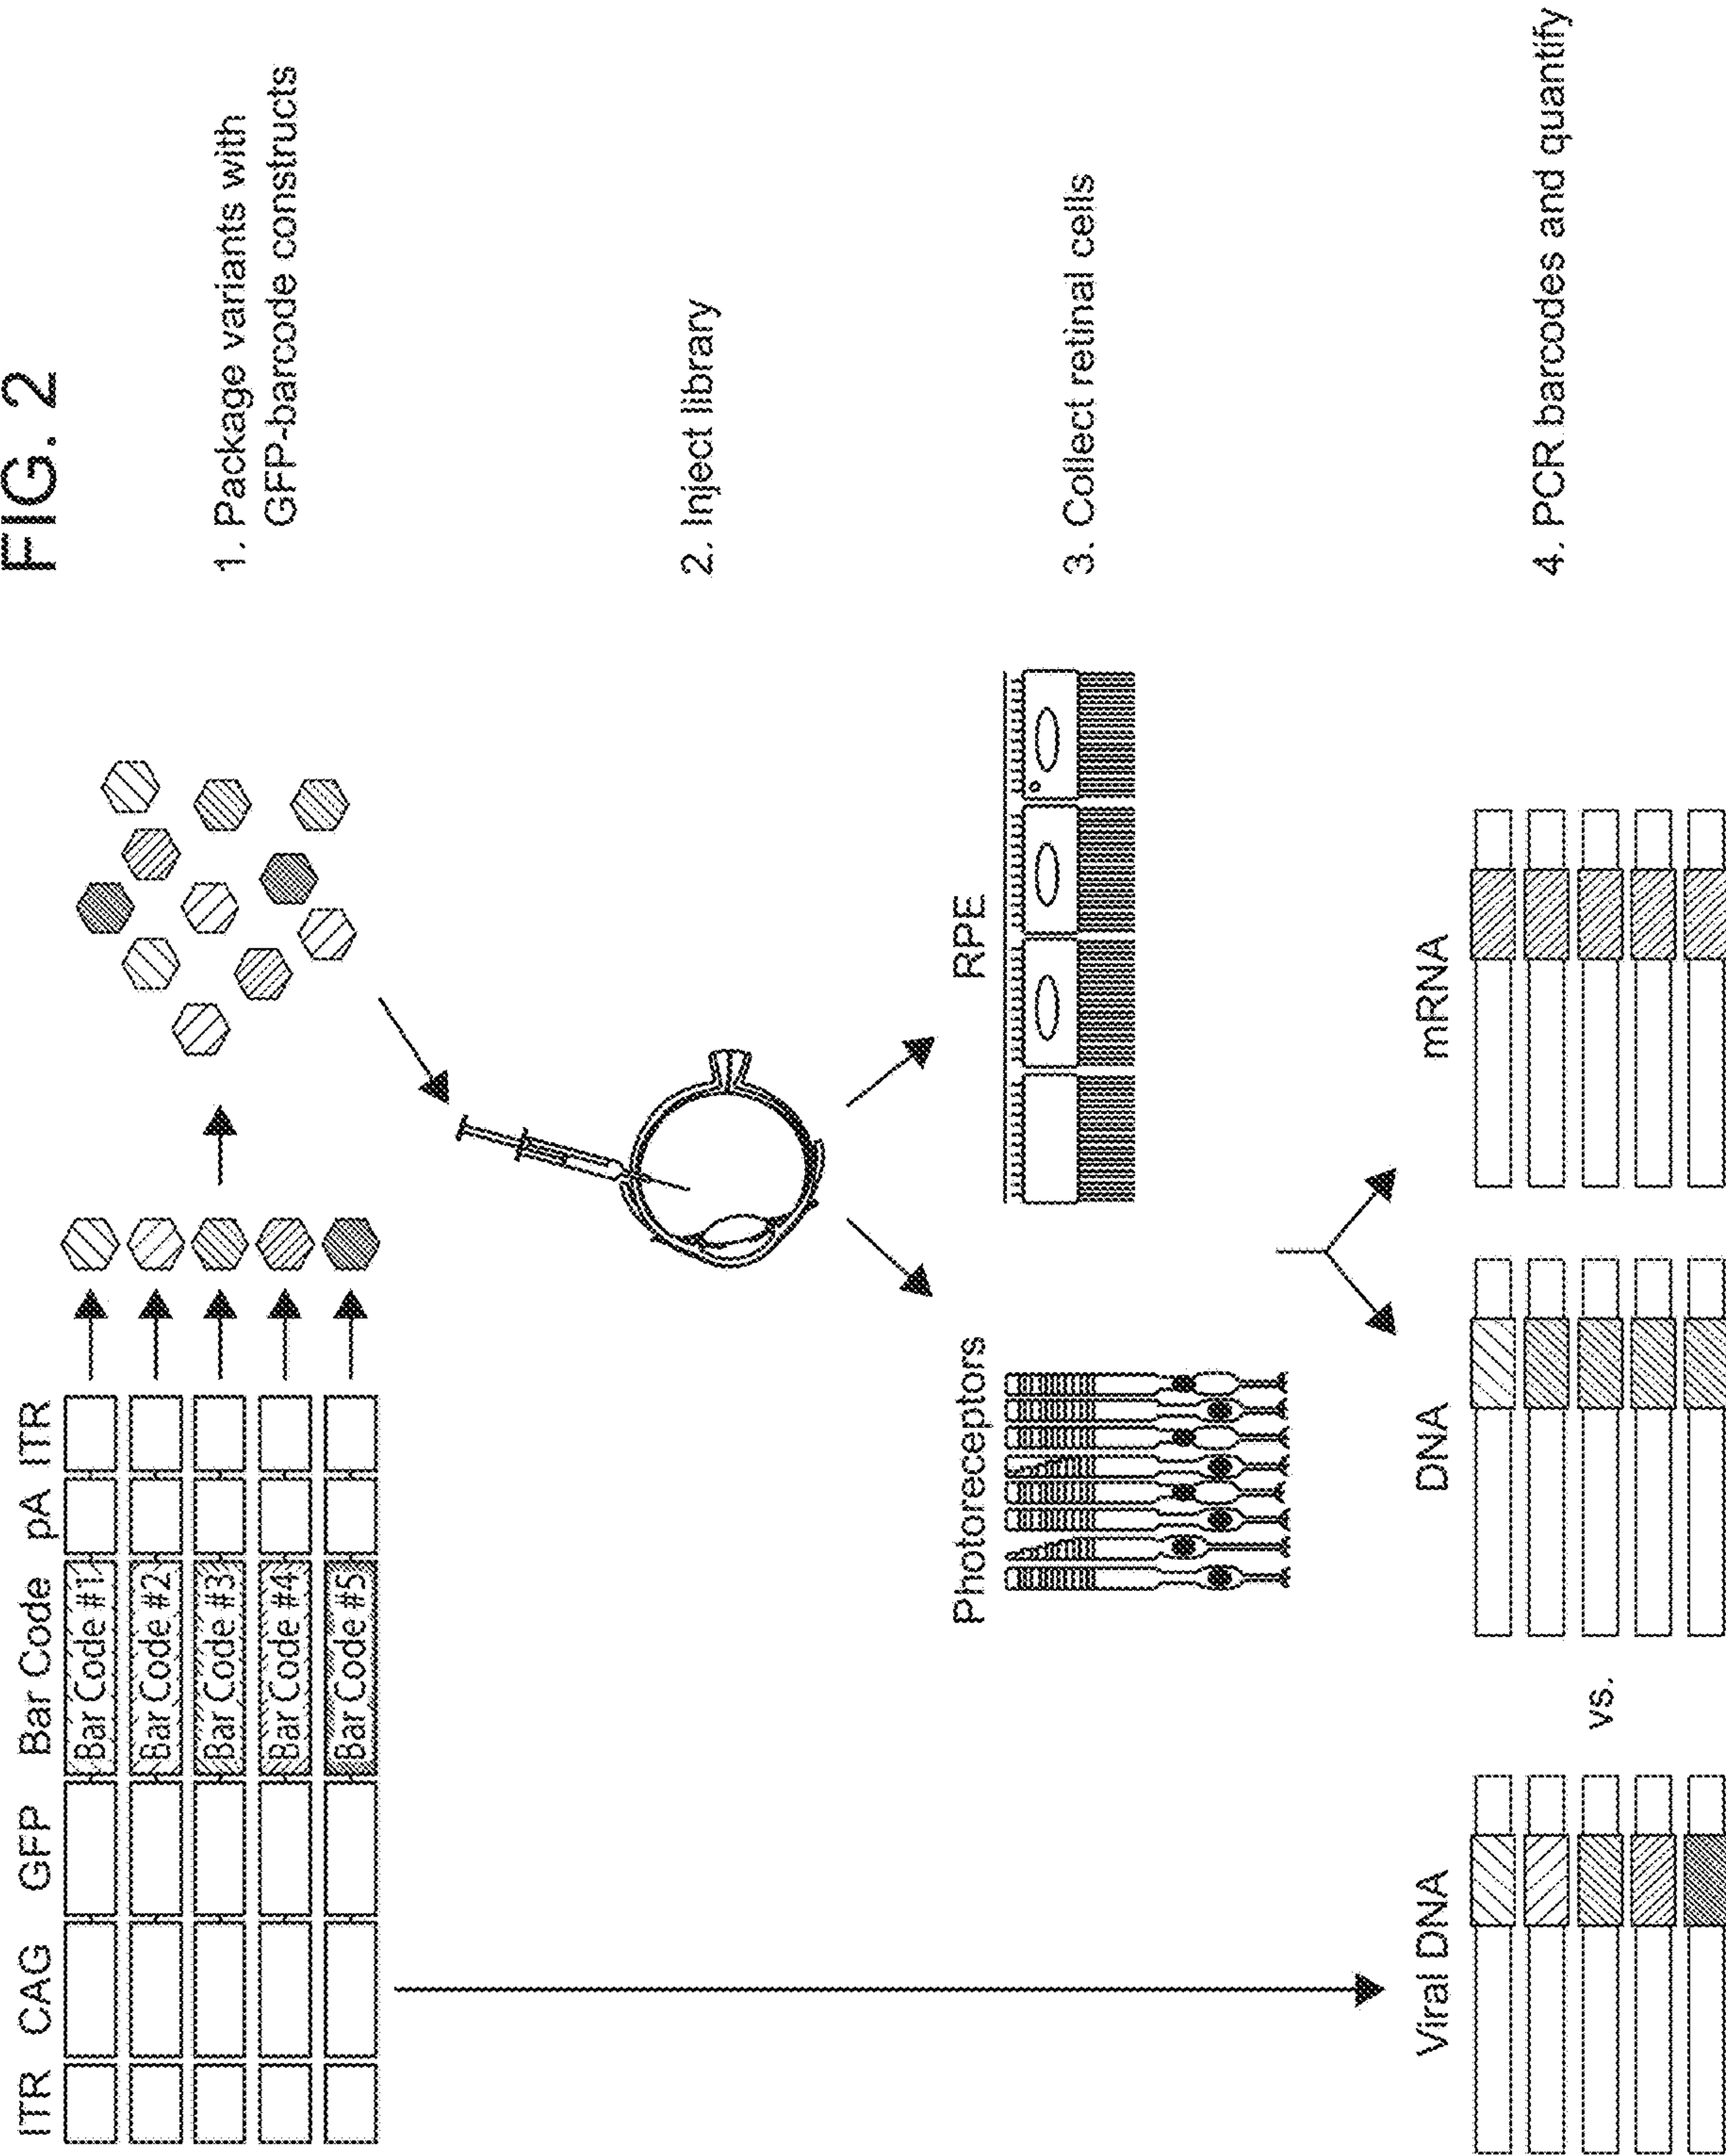 FIG. 2
ITR CAG GFP Bar Code pA ITR
Bar Code #1
Bar Code #2
Bar Code #3
Bar Code #4
Bar Code #5
1. Package variants with
GFP-barcode constructs
2. Inject library
Photoreceptors
RPE
3. Collect retinal cells
Viral DNA
vs.
DNA
mRNA
4. PCR barcodes and quantify